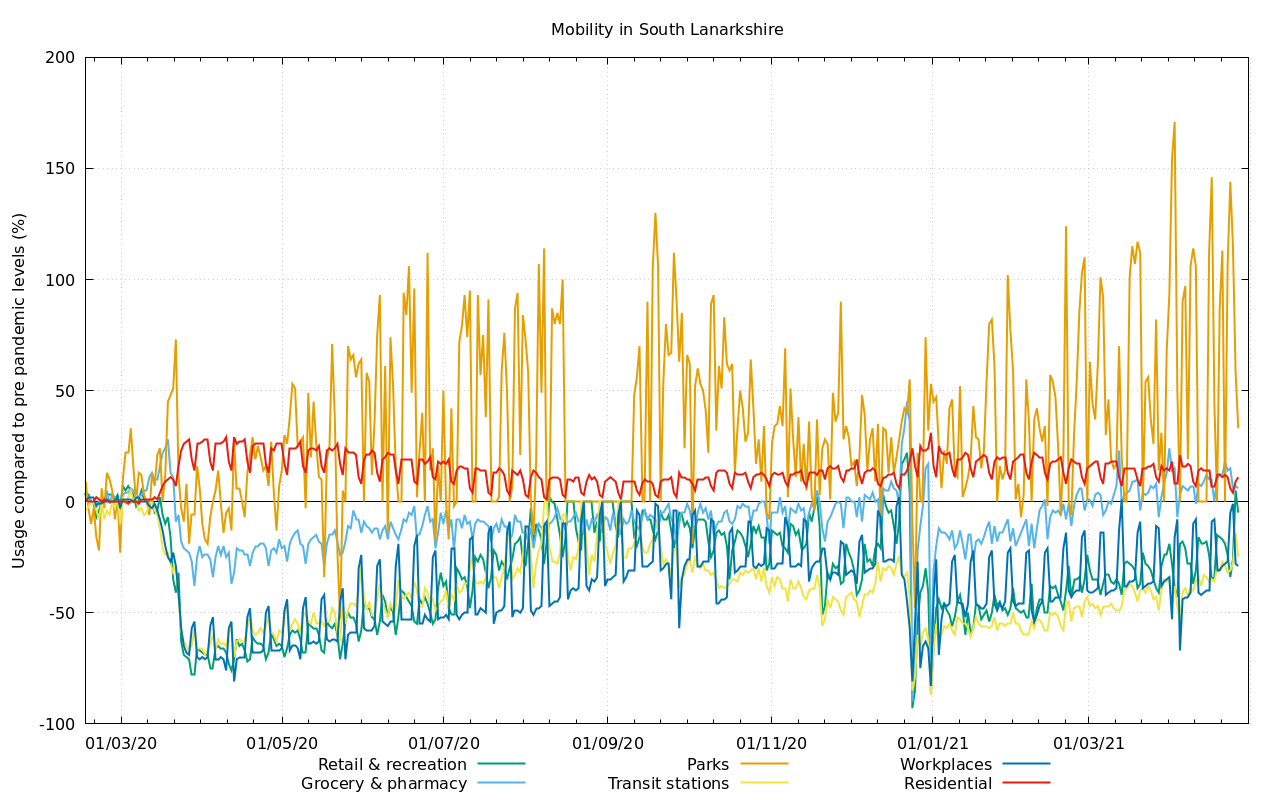 Mobility in South Lanarkshire
Usage compared to pre pandemic levels (%)
200
150
100
50
0
-50
-100
01/03/20 01/05/20 01/07/20 01/09/20 01/11/20 01/01/21 01/03/21
Retail & recreation Parks Workplaces
Grocery & pharmacy Transit stations Residential